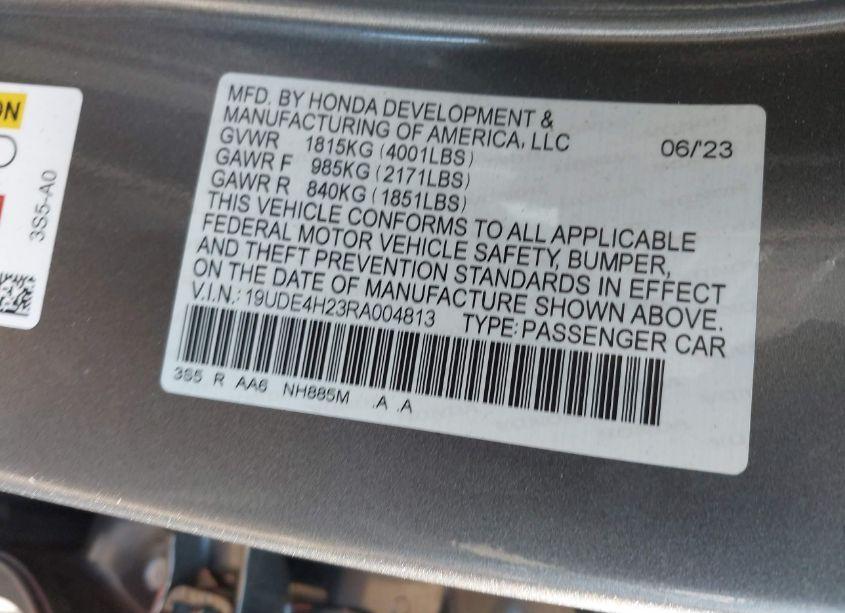 ON
3S5-A0
MFD. BY HONDA DEVELOPMENT &
MANUFACTURING OF AMERICA, LLC 06/'23
GVWR 1815KG (4001LBS)
GAWR F 985KG (2171LBS)
GAWR R 840KG (1851LBS)
THIS VEHICLE CONFORMS TO ALL APPLICABLE
FEDERAL MOTOR VEHICLE SAFETY, BUMPER,
AND THEFT PREVENTION STANDARDS IN EFFECT
ON THE DATE OF MANUFACTURE SHOWN ABOVE.
V.I.N.: 19UDE4H23RA004813 TYPE:PASSENGER CAR
3S5 R AA6 NH885M .A .A